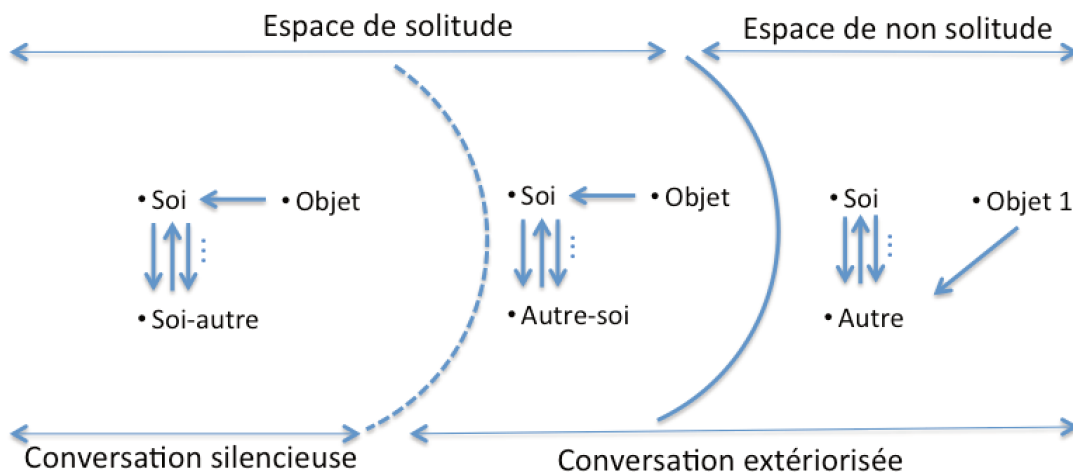 Espace de solitude
Espace de non solitude
• Soi
• Objet
• Soi
• Objet
• Soi
• Objet 1
• Soi-autre
• Autre-soi
• Autre
Conversation silencieuse
Conversation extériorisée